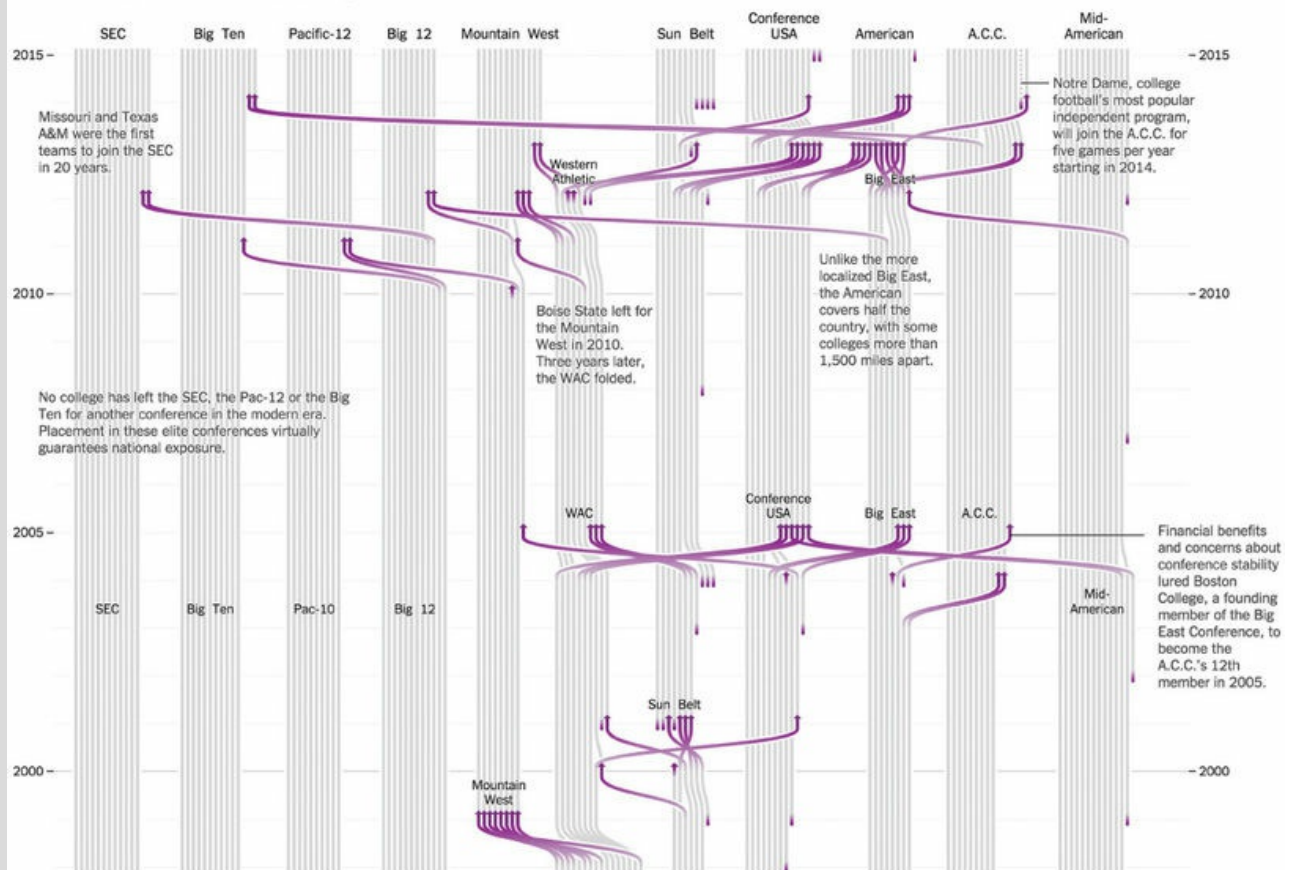 SEC
Big Ten
Pacific-12
Big 12
Mountain West
Sun Belt
Conference
USA
American
A.C.C.
Mid-
American
2015
2015
Missouri and Texas
A&M were the first
teams to join the SEC
in 20 years.
Notre Dame, college
football's most popular
independent program,
will join the A.C.C. for
five games per year
starting in 2014.
Western
Athletic
Big East
Unlike the more
localized Big East,
the American
covers half the
country, with some
colleges more than
1,500 miles apart.
2010
2010
Boise State left for
the Mountain
West in 2010.
Three years later,
the WAC folded.
No college has left the SEC, the Pac-12 or the Big
Ten for another conference in the modern era.
Placement in these elite conferences virtually
guarantees national exposure.
WAC
Conference
USA
Big East
A.C.C.
2005
2005
Financial benefits
and concerns about
conference stability
lured Boston
College, a founding
member of the Big
East Conference, to
become the
A.C.C.'s 12th
member in 2005.
SEC
Big Ten
Pac-10
Big 12
Mid-
American
Sun Belt
2000
2000
Mountain
West